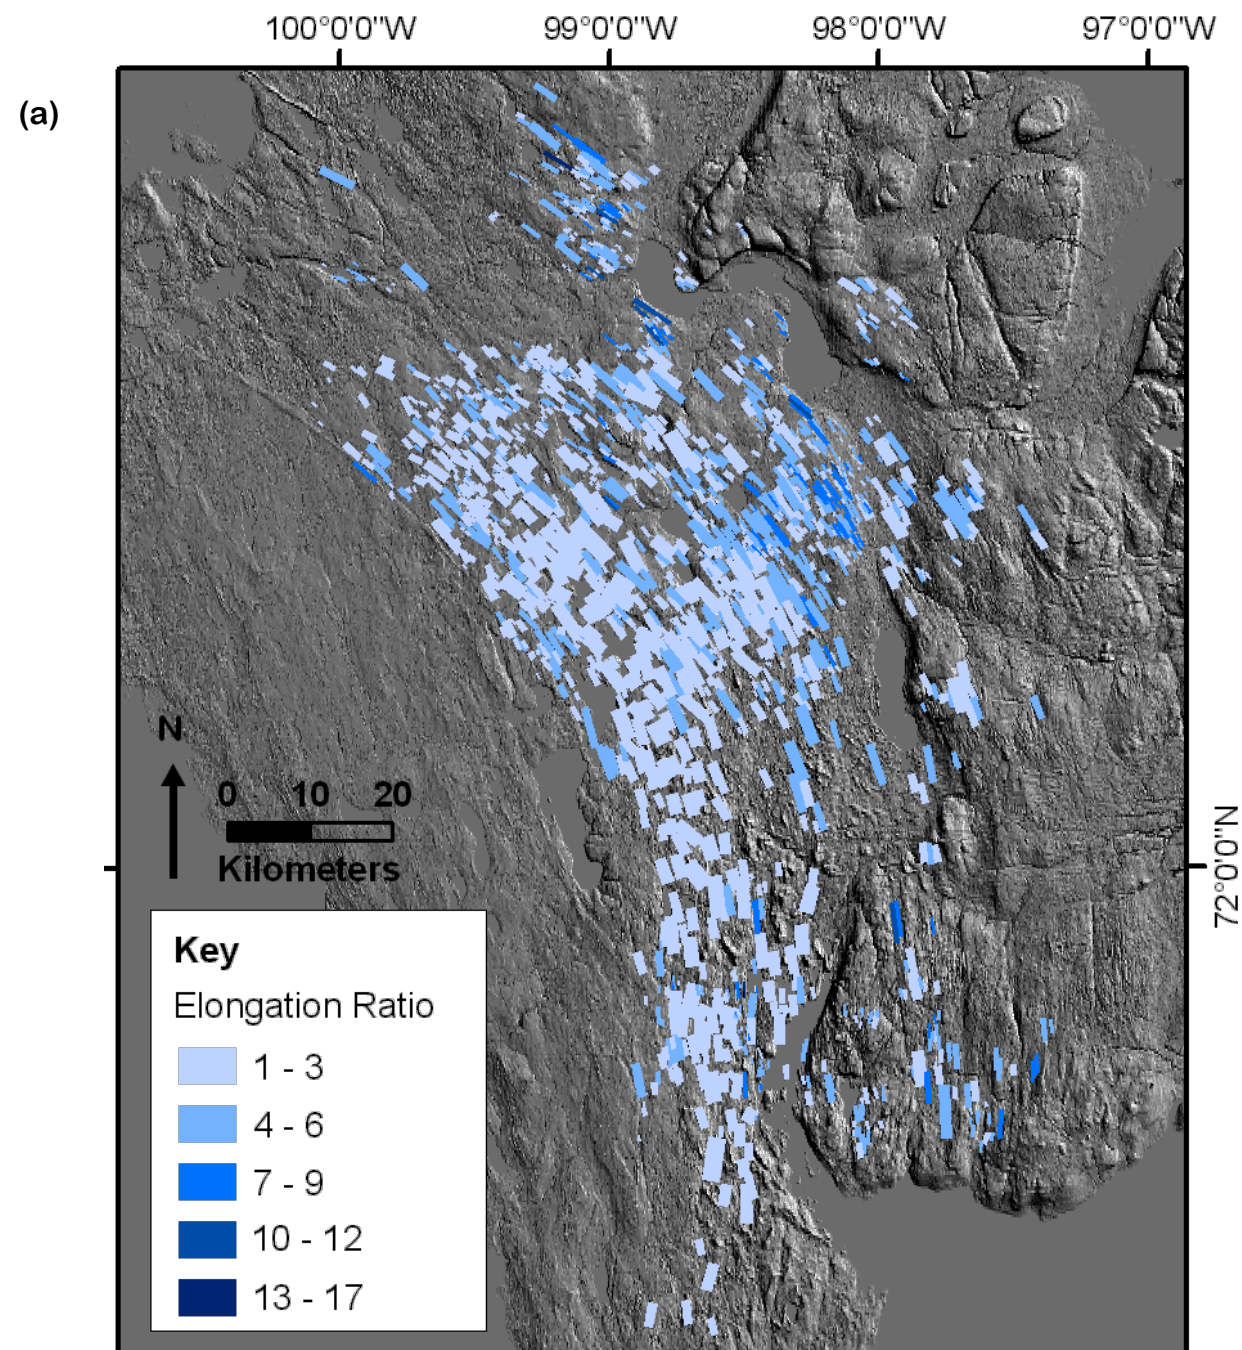 100°0'0"W 99°0'0"W 98°0'0"W 97°0'0"W
(a)
N
0 10 20
Kilometers
72°0'0"N
Key
Elongation Ratio
1 - 3
4 - 6
7 - 9
10 - 12
13 - 17